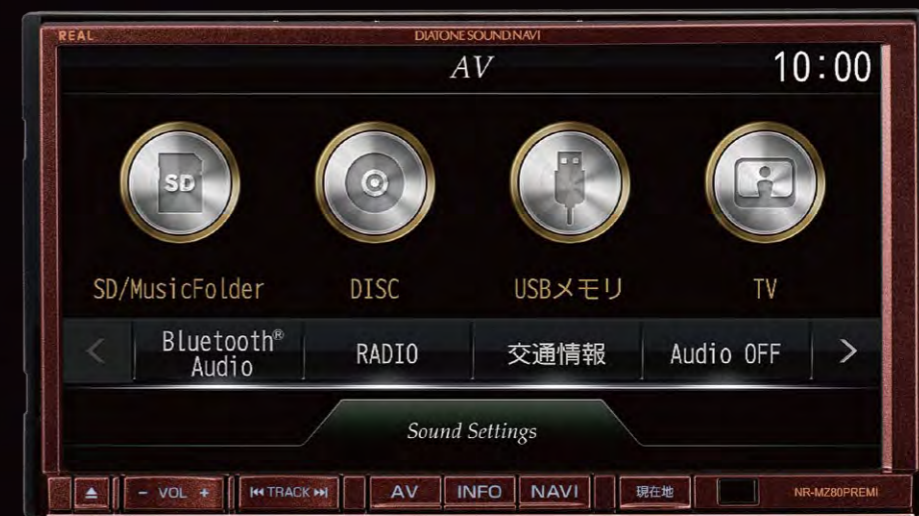 REAL
DIATONE SOUND.NAVI
AV
10:00
SD
SD/MusicFolder
DISC
USBメモリ
TV
Bluetooth®
Audio
RADIO
交通情報
Audio OFF
Sound Settings
- VOL +
TRACK
AV
INFO
NAVI
現在地
NR-MZ80PREMI